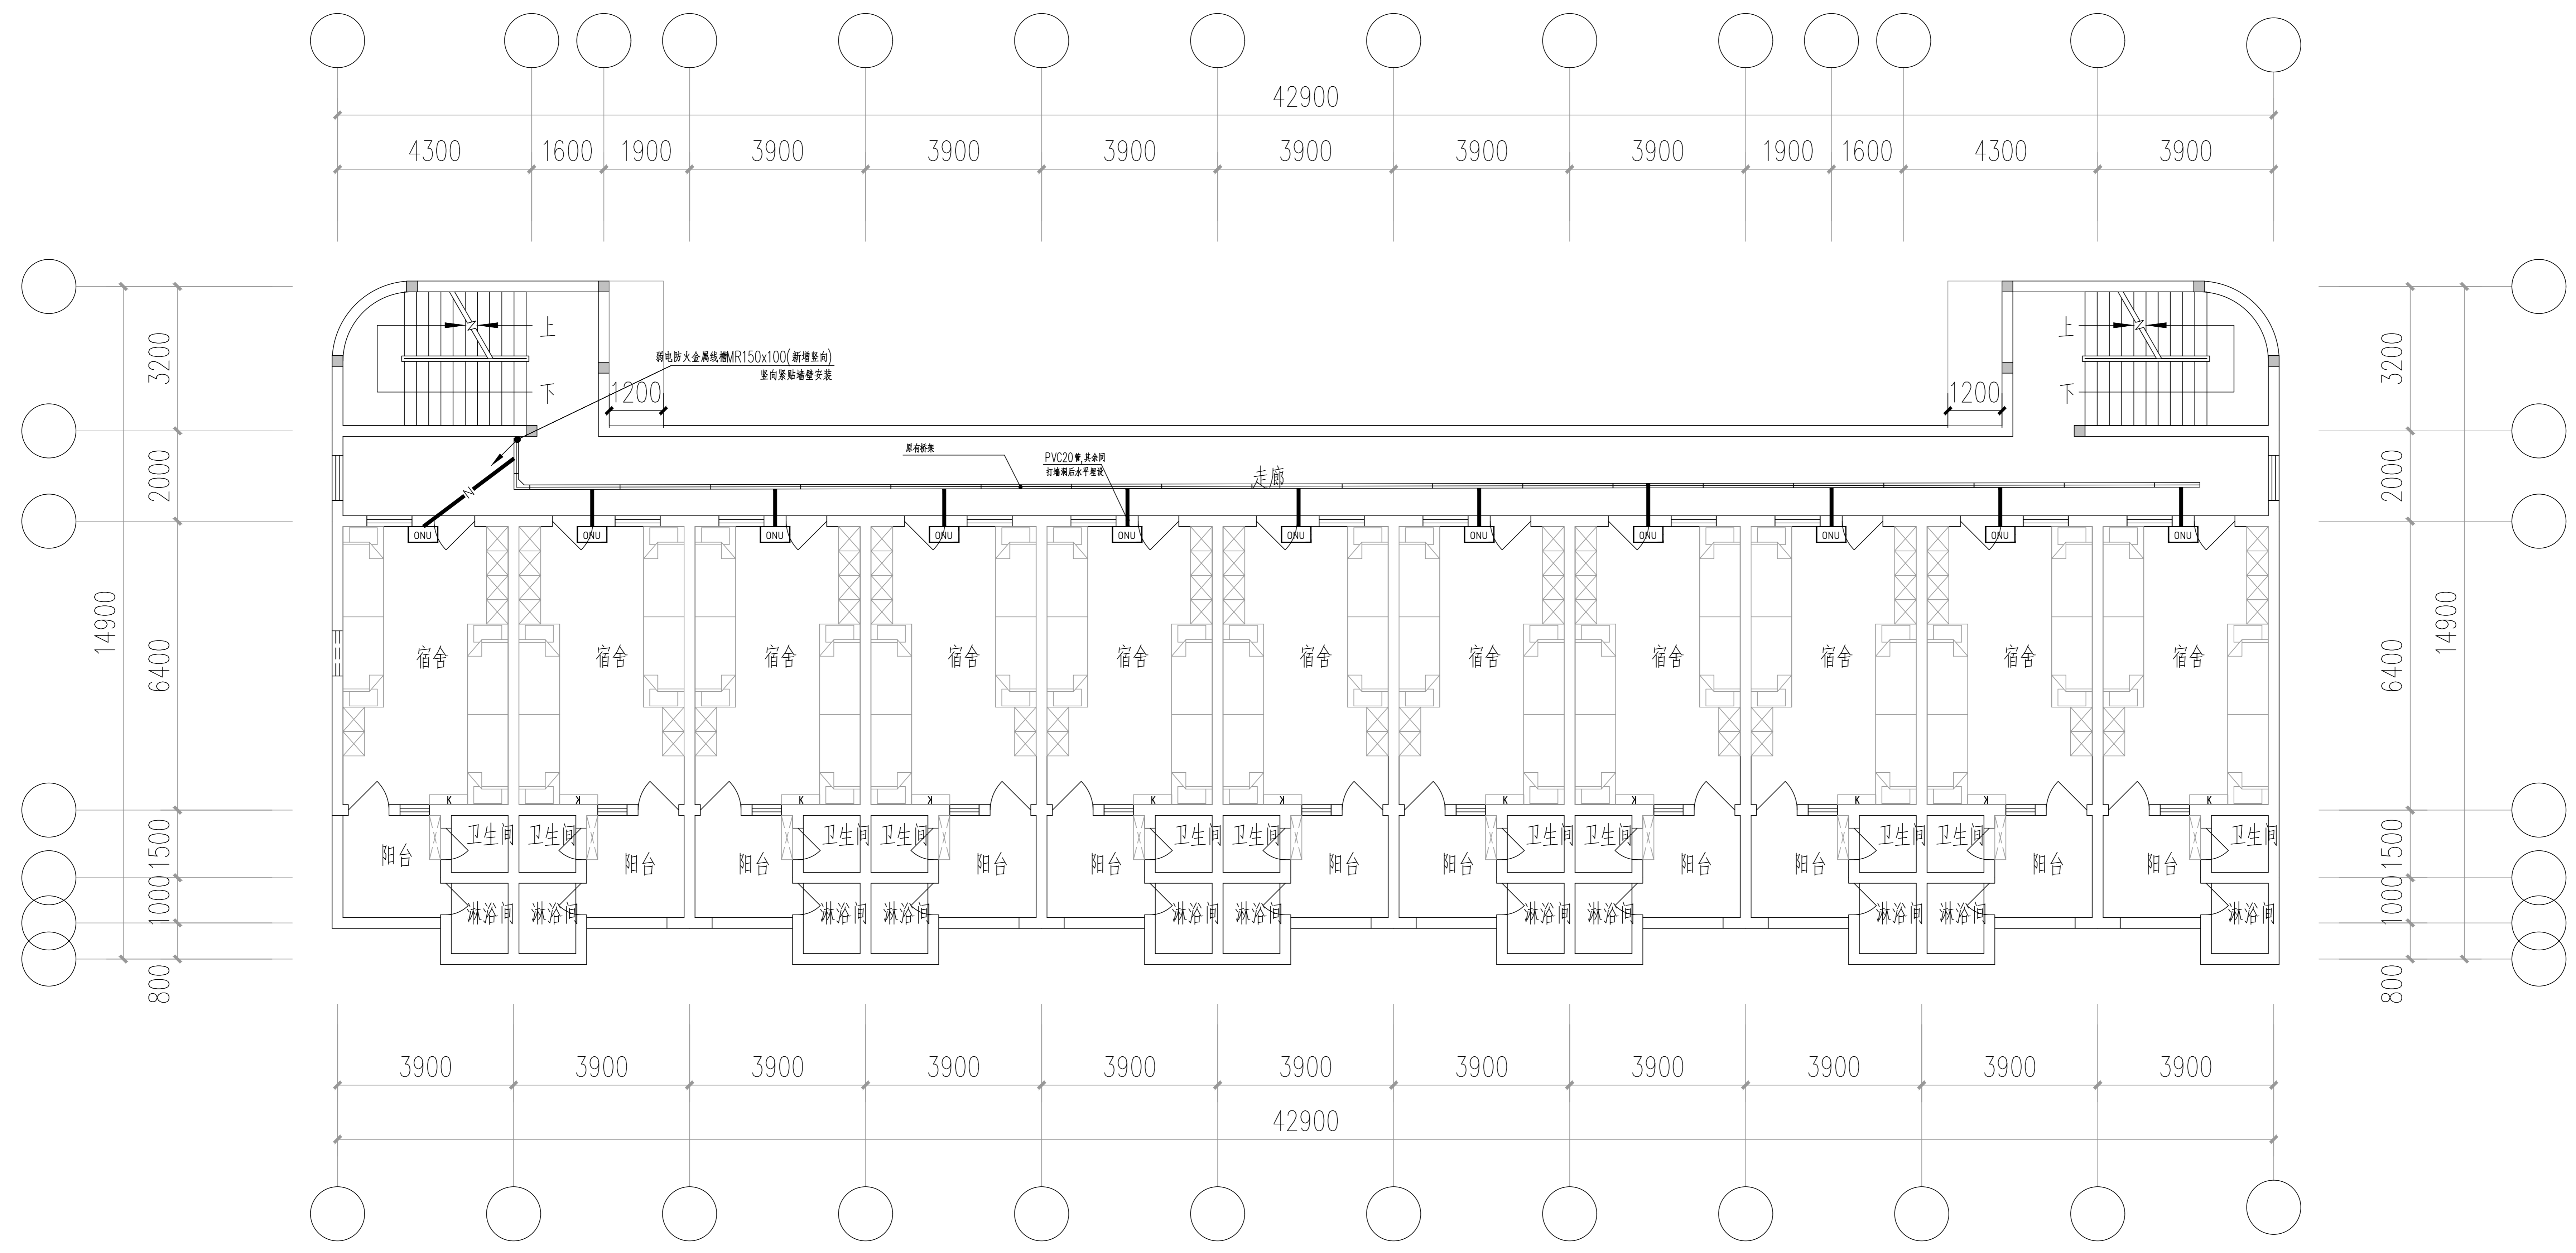 42900
4300 1600 1900 3900 3900 3900 3900 3900 3900 1900 1600 4300 3900
上
上
3200
3200
弱电防火金属线槽MR150x100(新增竖向)
竖向紧贴墙壁安装
下
1200
1200
下
原有桥架
PVC20管,其余同
打墙洞后水平埋设
走廊
2000
2000
N
ONU ONU ONU ONU ONU ONU ONU ONU ONU ONU ONU
14900
14900
6400
6400
宿舍 宿舍 宿舍 宿舍 宿舍 宿舍 宿舍 宿舍 宿舍 宿舍 宿舍
K K K K K K K K K K K
卫生间 卫生间 卫生间 卫生间 卫生间 卫生间 卫生间 卫生间 卫生间 卫生间 卫生间
1500
1500
阳台 阳台 阳台 阳台 阳台 阳台 阳台 阳台 阳台 阳台 阳台
1000
1000
淋浴间 淋浴间 淋浴间 淋浴间 淋浴间 淋浴间 淋浴间 淋浴间 淋浴间 淋浴间 淋浴间
800
800
3900 3900 3900 3900 3900 3900 3900 3900 3900 3900 3900
42900